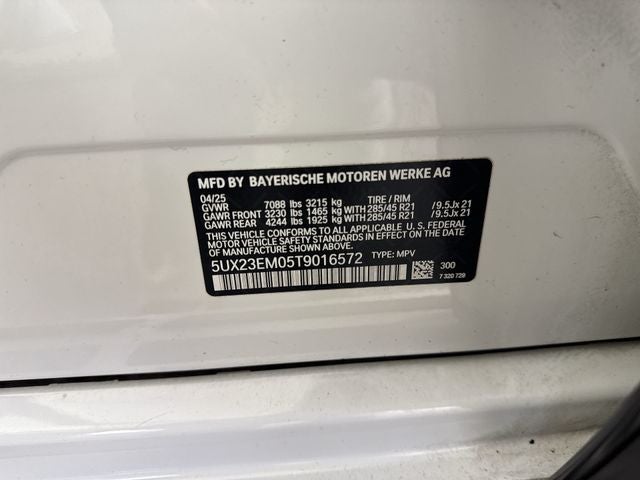 MFD BY BAYERISCHE MOTOREN WERKE AG
04/25
GVWR 7088 lbs 3215 kg TIRE / RIM
GAWR FRONT 3230 lbs 1465 kg WITH 285/45 R21 /9.5Jx 21
GAWR REAR 4244 lbs 1925 kg WITH 285/45 R21 /9.5Jx 21
THIS VEHICLE CONFORMS TO ALL APPLICABLE U. S. FEDERAL
MOTOR VEHICLE SAFETY STANDARDS IN EFFECT ON THE DATE
OF MANUFACTURE SHOWN ABOVE.
5UX23EM05T9016572 TYPE: MPV
300
7 320 729